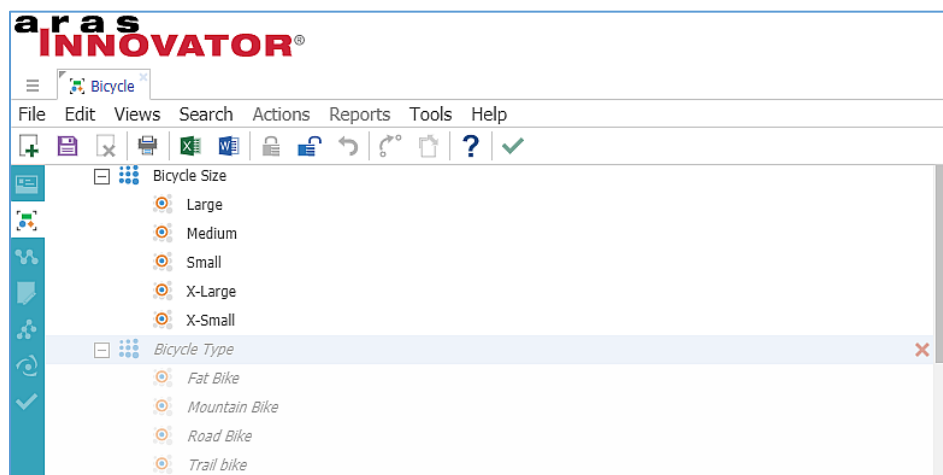 aras
INNOVATOR®
Bicycle
File Edit Views Search Actions Reports Tools Help
Bicycle Size
Large
Medium
Small
X-Large
X-Small
Bicycle Type
Fat Bike
Mountain Bike
Road Bike
Trail bike